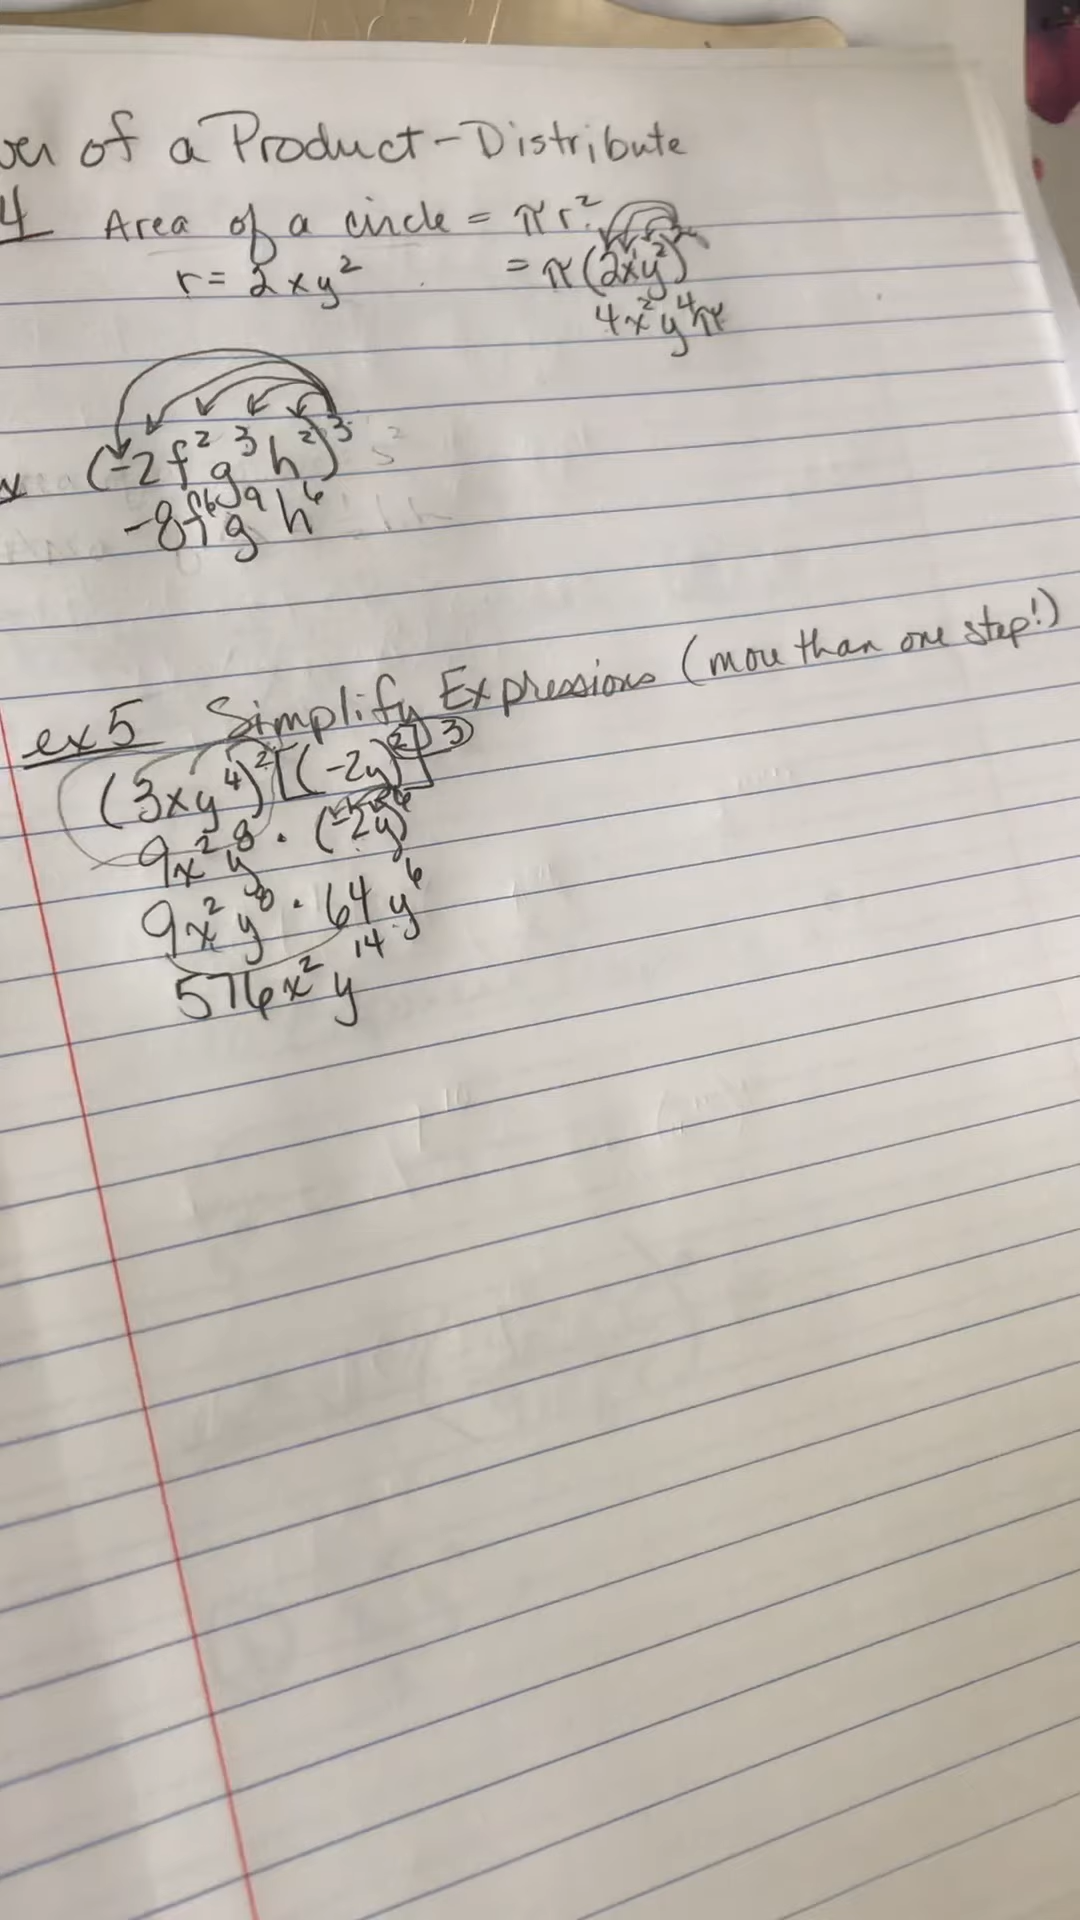 of a Product - Distribute
4 Area of a circle = πr²
r = 2xy² = π(2xy²)²
4x²y⁴π
(-2f²g³h²)³
-8f⁶g⁹h⁶
ex 5 Simplify Expressions (more than one step!)
(3xy⁴)²[(-2y)²]³
9x²y⁸ · (-2y)⁶
9x²y⁸ · 64y⁶
576x²y¹⁴